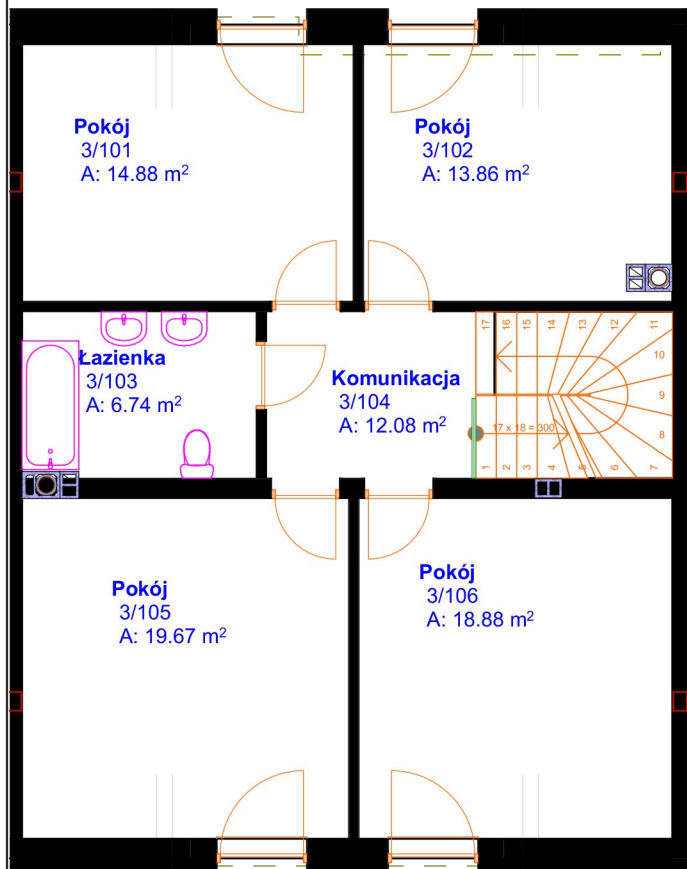 Pokój
3/101
A: 14.88 m²
Pokój
3/102
A: 13.86 m²
Łazienka
3/103
A: 6.74 m²
Komunikacja
3/104
A: 12.08 m²
17 16 15 14 13 12 11
10
9
8
17 x 18 = 300
1 2 3 4 5 6 7
Pokój
3/105
A: 19.67 m²
Pokój
3/106
A: 18.88 m²